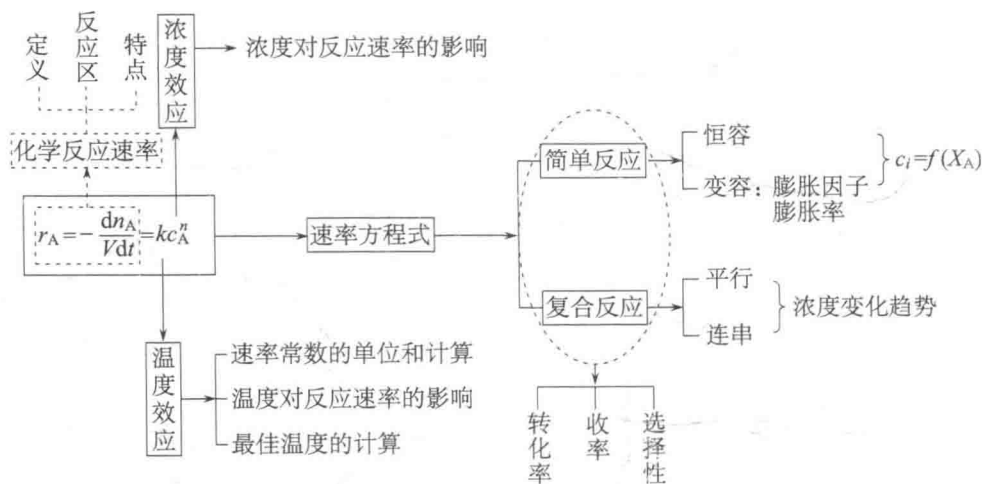 定义
反应区
特点
浓度效应
浓度对反应速率的影响
化学反应速率
r_A=-\frac{dn_A}{Vdt}=kc_A^n
速率方程式
简单反应
恒容
变容：膨胀因子
膨胀率
c_i=f(X_A)
复合反应
平行
连串
浓度变化趋势
温度效应
速率常数的单位和计算
温度对反应速率的影响
最佳温度的计算
转化率
收率
选择性